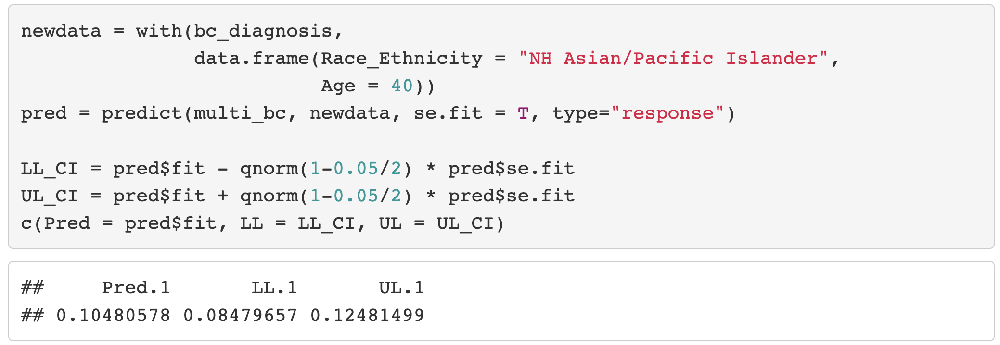 newdata = with(bc_diagnosis,
               data.frame(Race_Ethnicity = "NH Asian/Pacific Islander",
                          Age = 40))
pred = predict(multi_bc, newdata, se.fit = T, type="response")
LL_CI = pred$fit - qnorm(1-0.05/2) * pred$se.fit
UL_CI = pred$fit + qnorm(1-0.05/2) * pred$se.fit
c(Pred = pred$fit, LL = LL_CI, UL = UL_CI)
##     Pred.1       LL.1       UL.1
## 0.10480578 0.08479657 0.12481499